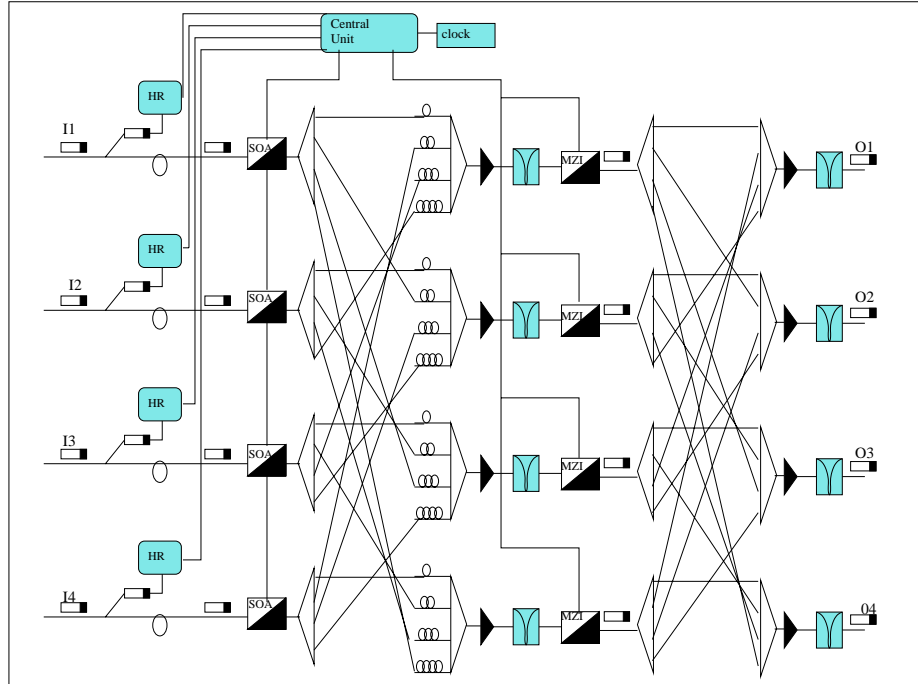 Central
Unit
clock
HR
I1
SOA
MZI
O1
HR
I2
SOA
MZI
O2
HR
I3
SOA
MZI
O3
HR
I4
SOA
MZI
04